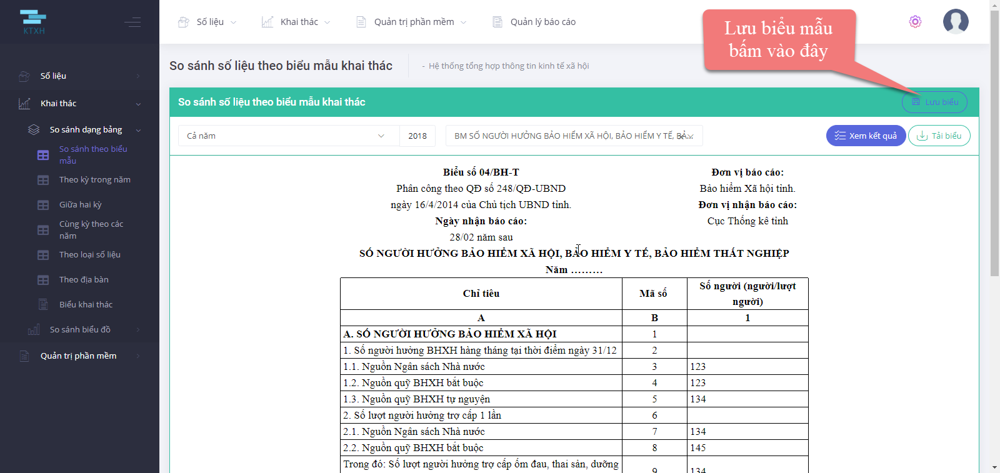 KTXH
Số liệu
Khai thác
Quản trị phần mềm
Quản lý báo cáo
Lưu biểu mẫu
bấm vào đây
Số liệu
Khai thác
So sánh dạng bảng
So sánh theo biểu
mẫu
Theo kỳ trong năm
Giữa hai kỳ
Cùng kỳ theo các
năm
Theo loại số liệu
Theo địa bàn
Biểu khai thác
So sánh biểu đồ
Quản trị phần mềm
So sánh số liệu theo biểu mẫu khai thác
- Hệ thống tổng hợp thông tin kinh tế xã hội
So sánh số liệu theo biểu mẫu khai thác
Lưu biểu
Cả năm
2018
BM SỐ NGƯỜI HƯỞNG BẢO HIỂM XÃ HỘI, BẢO HIỂM Y TẾ, BẢ...
Xem kết quả
Tải biểu
Biểu số 04/BH-T
Phân công theo QĐ số 248/QĐ-UBND
ngày 16/4/2014 của Chủ tịch UBND tỉnh.
Ngày nhận báo cáo:
28/02 năm sau
Đơn vị báo cáo:
Bảo hiểm Xã hội tỉnh.
Đơn vị nhận báo cáo:
Cục Thống kê tỉnh
SỐ NGƯỜI HƯỞNG BẢO HIỂM XÃ HỘI, BẢO HIỂM Y TẾ, BẢO HIỂM THẤT NGHIỆP
Năm .........
Chỉ tiêu Mã số Số người (người/lượt
người)
A B 1
A. SỐ NGƯỜI HƯỞNG BẢO HIỂM XÃ HỘI 1
1. Số người hưởng BHXH hàng tháng tại thời điểm ngày 31/12 2
1.1. Nguồn Ngân sách Nhà nước 3 123
1.2. Nguồn quỹ BHXH bắt buộc 4 123
1.3. Nguồn quỹ BHXH tự nguyện 5 134
2. Số lượt người hưởng trợ cấp 1 lần 6
2.1. Nguồn Ngân sách Nhà nước 7 134
2.2. Nguồn quỹ BHXH bắt buộc 8 145
Trong đó: Số lượt người hưởng trợ cấp ốm đau, thai sản, dưỡng 9 134